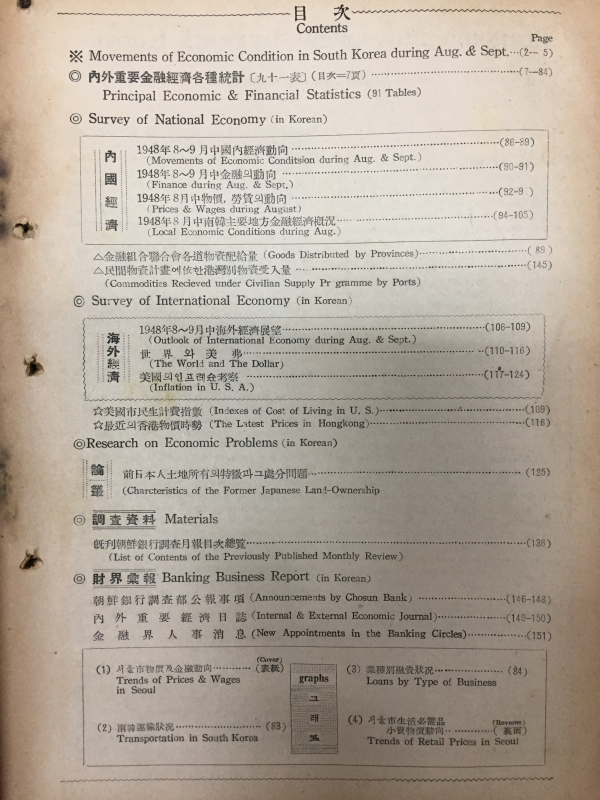 目 次
Contents
Page
※ Movements of Economic Condition in South Korea during Aug. & Sept.…(2-- 5)
◎ 內外重要金融經濟各種統計〔九十一表〕(目次=7頁)…(7—84)
Principal Economic & Financial Statistics (91 Tables)
◎ Survey of National Economy (in Korean)
內國經濟
1948年8～9月中國內經濟動向…(86-89)
(Movements of Economic Conditsion during Aug. & Sept.)
1948年8～9月中金融의動向…(90-91)
(Finance during Aug. & Sept.)
1948年8月中物價, 勞賃의動向…(92-9
(Prices & Wages during August)
1948年8月中南韓主要地方金融經濟槪況…(94-105)
(Local Economic Conditions during Aug.)
△金融組合聯合會各道物資配給量 (Goods Distributed by Provinces)…( 89 )
△民間物資計畫에依한港灣別物資受入量…(145)
(Commodities Recieved under Civilian Supply Pr gramme by Ports)
◎ Survey of International Economy (in Korean)
海外經濟
1948年8～9月中海外經濟展望…(106-109)
(Outlook of International Economy during Aug. & Sept.)
世 界 와 美 弗…(110-116)
(The World and The Dollar)
美國의인프레슌考察…(117-124)
(Inflation in U. S. A.)
☆美國市民生計費指數 (Indexes of Cost of Living in U. S.)…(109)
☆最近의香港物價時勢 (The Latest Prices in Hongkong)…(116)
◎Research on Economic Problems (in Korean)
論叢
前日本人土地所有의特徵과그處分問題…(125)
(Charcteristics of the Former Japanese Land-Ownership
◎ 調査資料 Materials
旣刊朝鮮銀行調査月報目次總覽…(136)
(List of Contents of the Previously Published Monthly Review)
◎ 財界彙報 Banking Business Report (in Korean)
朝鮮銀行調査部公報事項 (Announcements by Chosun Bank)…(146-148)
內 外 重 要 經 濟 日 誌 (Internal & External Economic Journal)…(149-150)
金 融 界 人 事 消 息 (New Appointments in the Banking Circles)…(151)
(1) 서울市物價及金融動向…(Cover)(表紙)
Trends of Prices & Wages
in Seoul
(2) 南韓運輸狀況…(83)
Transportation in South Korea
graphs
그래프
(3) 業種別融資狀況…(84)
Loans by Type of Business
(4) 서울市生活必需品
小賣物價動向…(Reverse)(裏面)
Trends of Retail Prices in Seoul